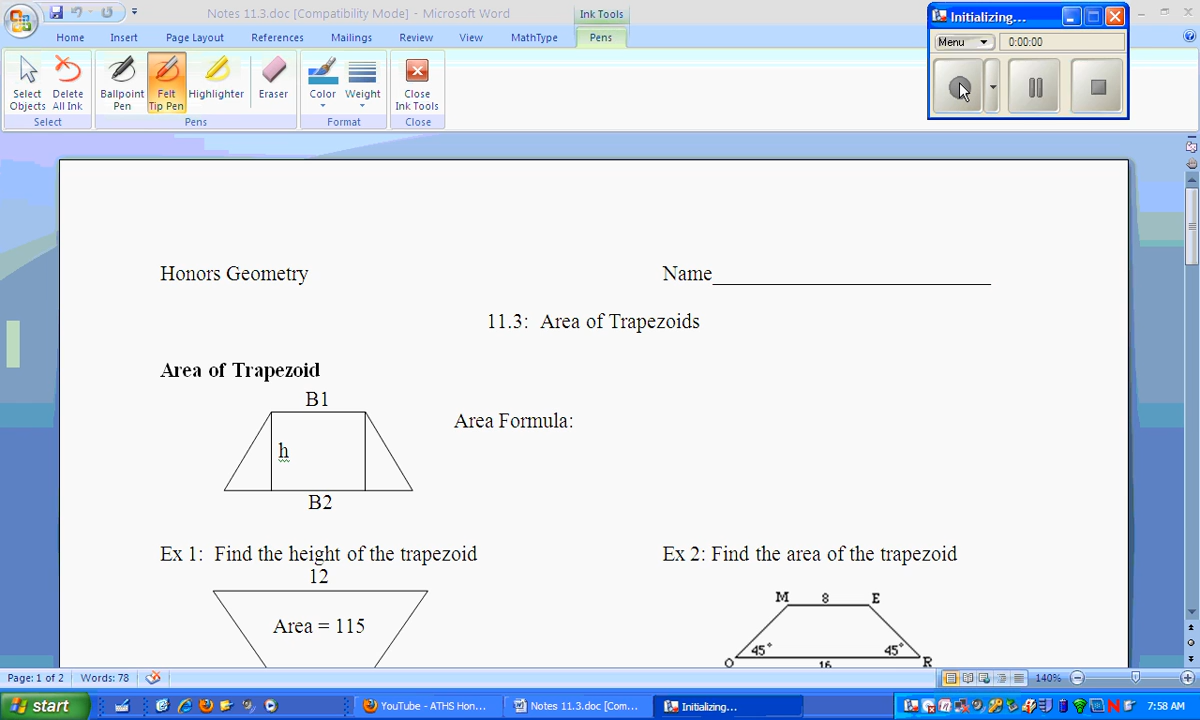 Notes 11.3.doc [Compatibility Mode] - Microsoft Word
Ink Tools
Initializing...
Home Insert Page Layout References Mailings Review View MathType Pens
Menu 0:00:00
Select Objects
Delete All Ink
Ballpoint Pen
Felt Tip Pen
Highlighter
Eraser
Color
Weight
Close Ink Tools
Select Pens Format Close
Honors Geometry Name
11.3: Area of Trapezoids
Area of Trapezoid
B1
Area Formula:
h
B2
Ex 1: Find the height of the trapezoid Ex 2: Find the area of the trapezoid
12
M 8 E
Area = 115
45° 45°
O 16 R
Page: 1 of 2 Words: 78 140%
start YouTube - ATHS Hon... Notes 11.3.doc [Com... Initializing... 7:58 AM